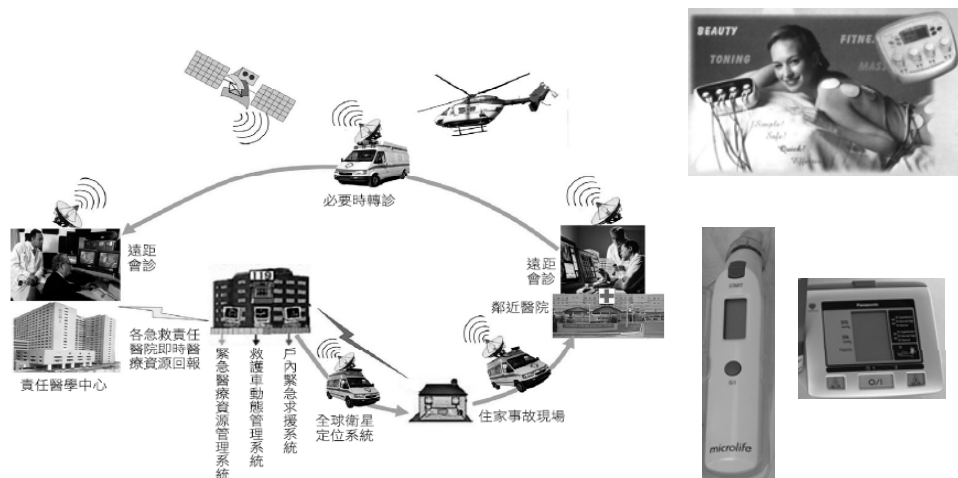 必要時轉診
遠距
會診
遠距
會診
鄰近醫院
119
各急救責任
醫院即時醫
療資源回報
責任醫學中心
緊急醫療資源管理系統
救護車動態管理系統
戶內緊急求援系統
全球衛星
定位系統
住家事故現場
BEAUTY
TONING
FITNE
MAS
Simple!
Safe!
Quick!
START
microlife
Panasonic
O/I